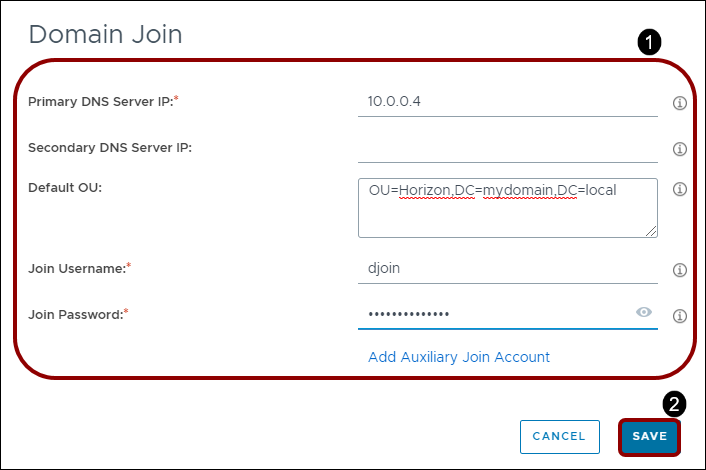 Domain Join
1
Primary DNS Server IP:* 10.0.0.4
Secondary DNS Server IP:
Default OU: OU=Horizon,DC=mydomain,DC=local
Join Username:* djoin
Join Password:* ••••••••••••••
Add Auxiliary Join Account
2
CANCEL SAVE